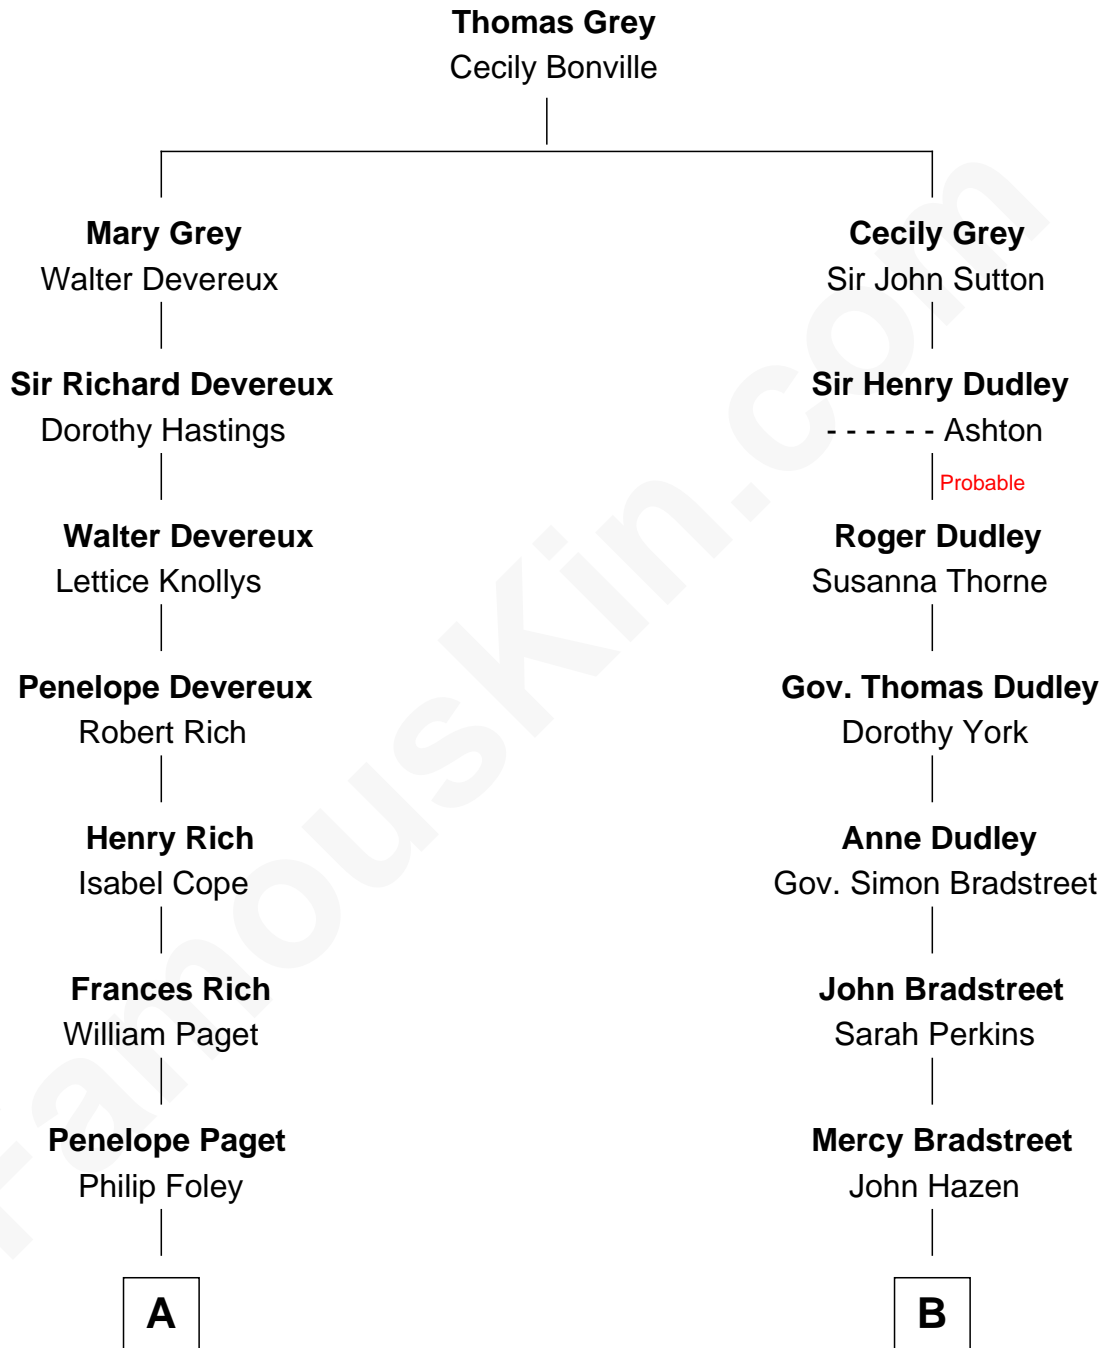 Thomas Grey
Cecily Bonville
Mary Grey
Walter Devereux
Cecily Grey
Sir John Sutton
Sir Richard Devereux
Dorothy Hastings
Sir Henry Dudley
- - - - - - Ashton
Probable
Walter Devereux
Lettice Knollys
Roger Dudley
Susanna Thorne
Penelope Devereux
Robert Rich
Gov. Thomas Dudley
Dorothy York
Henry Rich
Isabel Cope
Anne Dudley
Gov. Simon Bradstreet
Frances Rich
William Paget
John Bradstreet
Sarah Perkins
Penelope Paget
Philip Foley
Mercy Bradstreet
John Hazen
A
B
FamousKin.com